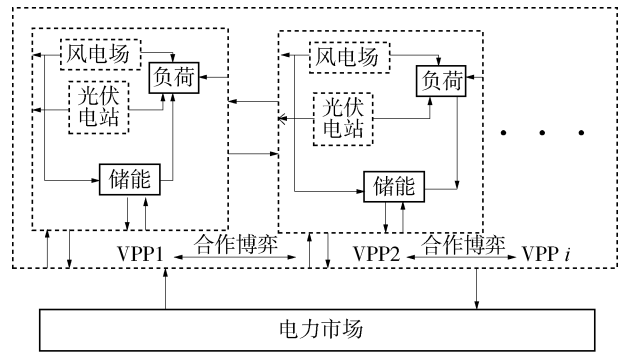 风电场
负荷
光伏
电站
储能
风电场
负荷
光伏
电站
储能
VPP1
合作博弈
VPP2
合作博弈
VPP i
电力市场